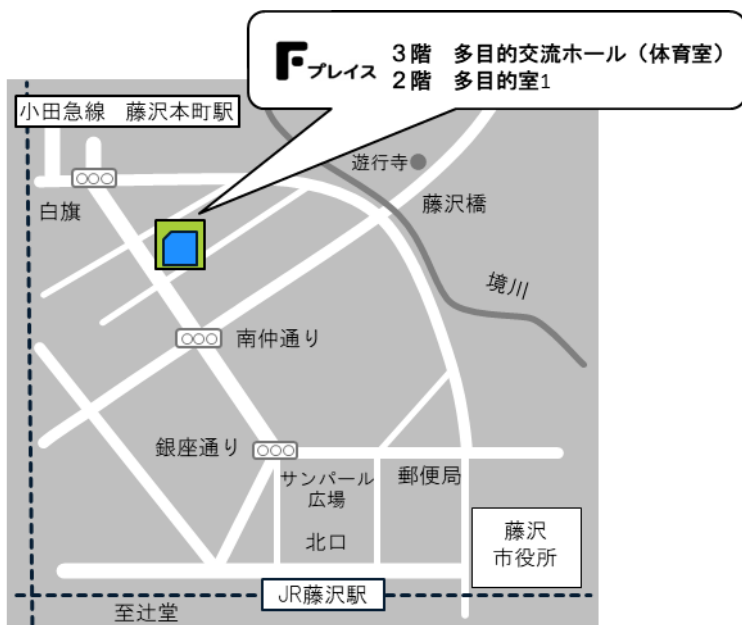 Fプレイス
3階　多目的交流ホール（体育室）
2階　多目的室1
小田急線　藤沢本町駅
遊行寺
白旗
藤沢橋
境川
南仲通り
銀座通り
サンパール
広場
郵便局
北口
藤沢
市役所
JR藤沢駅
至辻堂